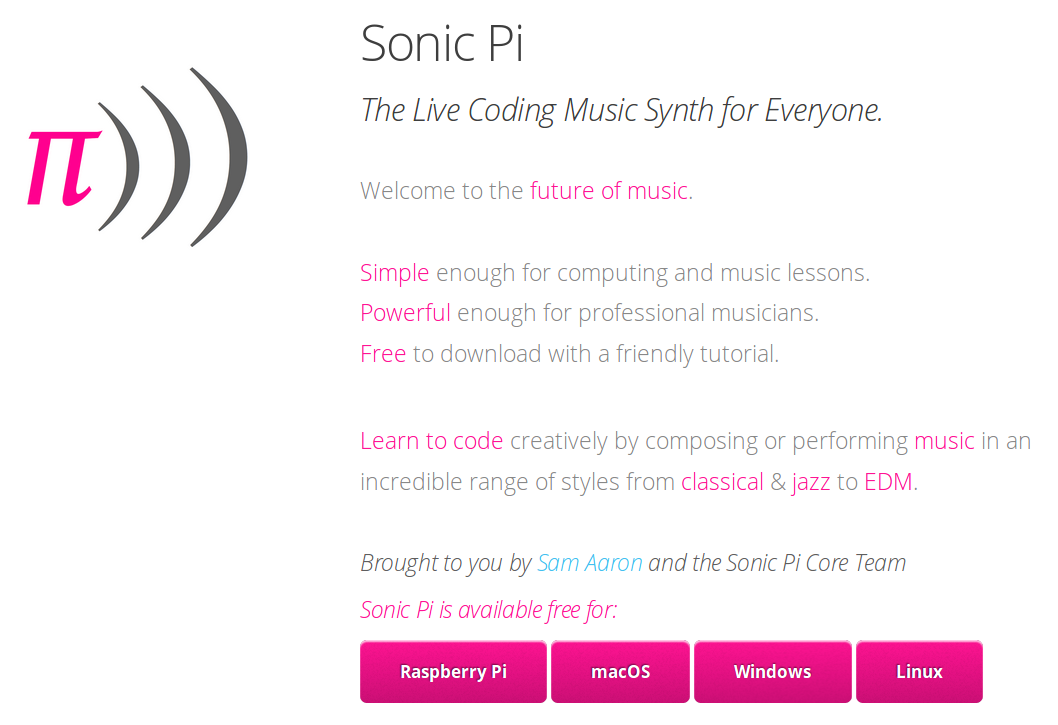 π
Sonic Pi
The Live Coding Music Synth for Everyone.
Welcome to the future of music.
Simple enough for computing and music lessons.
Powerful enough for professional musicians.
Free to download with a friendly tutorial.
Learn to code creatively by composing or performing music in an
incredible range of styles from classical & jazz to EDM.
Brought to you by Sam Aaron and the Sonic Pi Core Team
Sonic Pi is available free for:
Raspberry Pi macOS Windows Linux